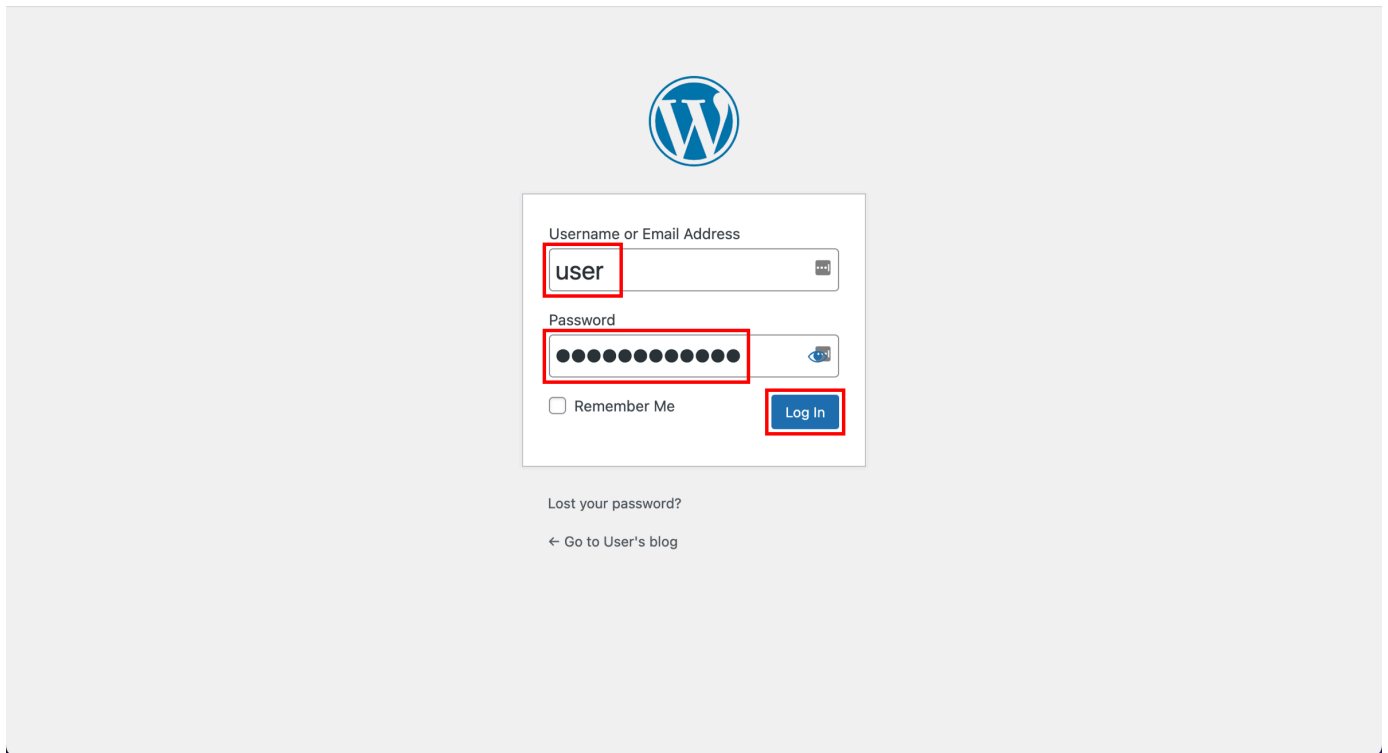 Username or Email Address
user
Password
●●●●●●●●●●●●
Remember Me
Log In
Lost your password?
← Go to User's blog